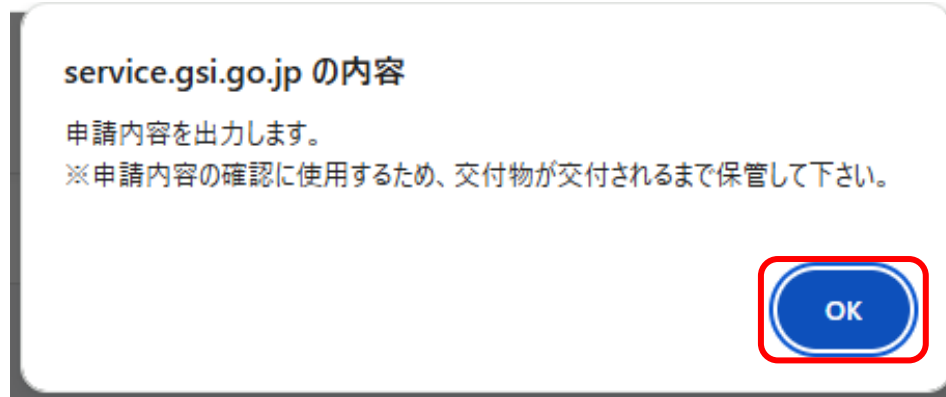 service.gsi.go.jp の内容
申請内容を出力します。
※申請内容の確認に使用するため、交付物が交付されるまで保管して下さい。
OK